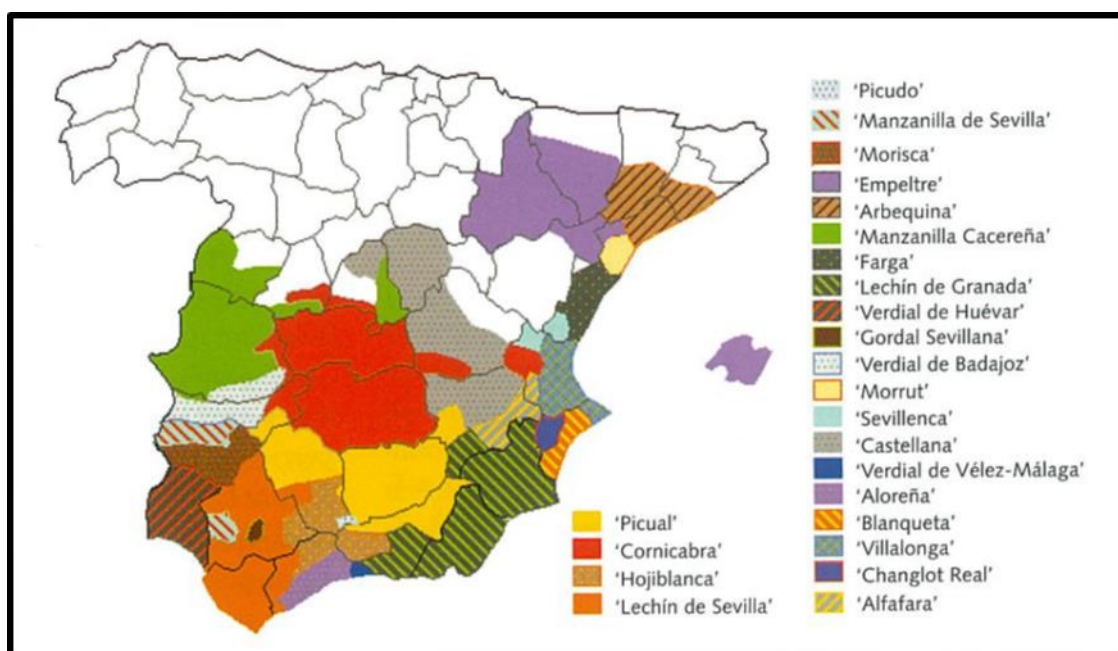 'Picudo'
'Manzanilla de Sevilla'
'Morisca'
'Empeltre'
'Arbequina'
'Manzanilla Cacereña'
'Farga'
'Lechín de Granada'
'Verdial de Huévar'
'Gordal Sevillana'
'Verdial de Badajoz'
'Morrut'
'Sevillenca'
'Castellana'
'Verdial de Vélez-Málaga'
'Aloreña'
'Blanqueta'
'Villalonga'
'Changlot Real'
'Alfafara'
'Picual'
'Cornicabra'
'Hojiblanca'
'Lechín de Sevilla'